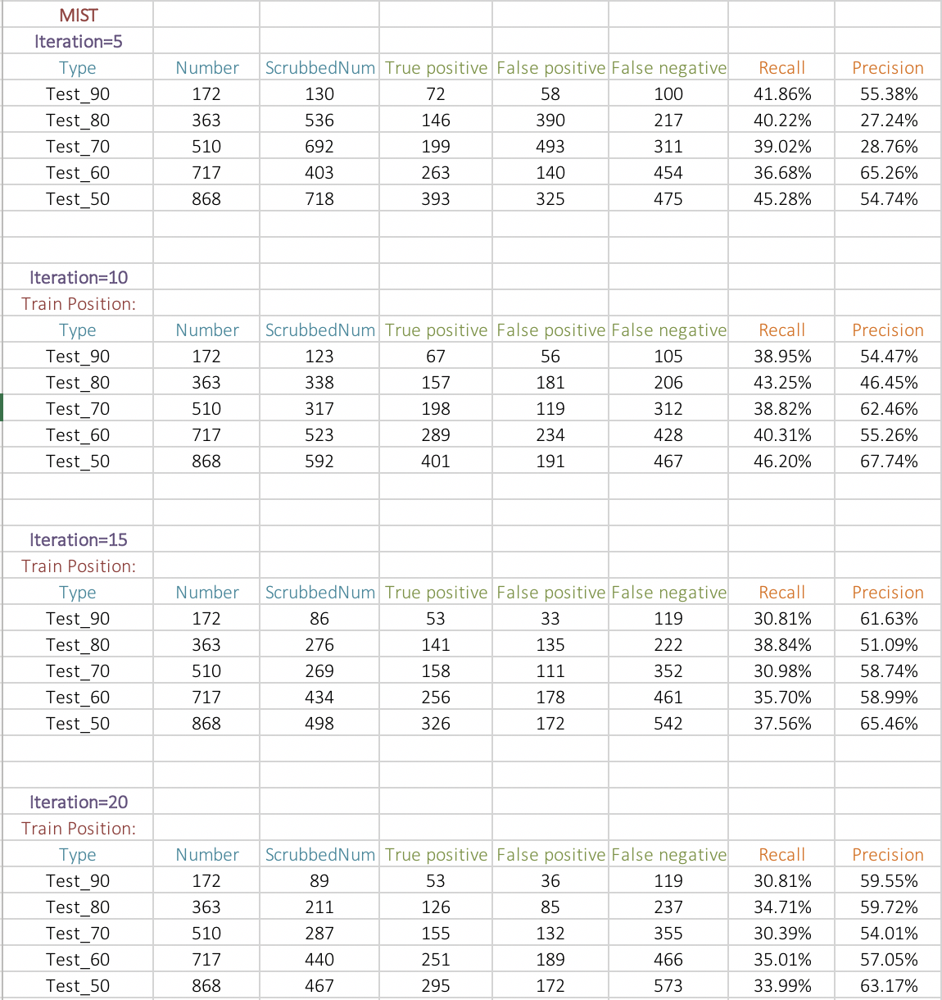 MIST
Iteration=5
Type Number ScrubbedNum True positive False positive False negative Recall Precision
Test_90 172 130 72 58 100 41.86% 55.38%
Test_80 363 536 146 390 217 40.22% 27.24%
Test_70 510 692 199 493 311 39.02% 28.76%
Test_60 717 403 263 140 454 36.68% 65.26%
Test_50 868 718 393 325 475 45.28% 54.74%
Iteration=10
Train Position:
Type Number ScrubbedNum True positive False positive False negative Recall Precision
Test_90 172 123 67 56 105 38.95% 54.47%
Test_80 363 338 157 181 206 43.25% 46.45%
Test_70 510 317 198 119 312 38.82% 62.46%
Test_60 717 523 289 234 428 40.31% 55.26%
Test_50 868 592 401 191 467 46.20% 67.74%
Iteration=15
Train Position:
Type Number ScrubbedNum True positive False positive False negative Recall Precision
Test_90 172 86 53 33 119 30.81% 61.63%
Test_80 363 276 141 135 222 38.84% 51.09%
Test_70 510 269 158 111 352 30.98% 58.74%
Test_60 717 434 256 178 461 35.70% 58.99%
Test_50 868 498 326 172 542 37.56% 65.46%
Iteration=20
Train Position:
Type Number ScrubbedNum True positive False positive False negative Recall Precision
Test_90 172 89 53 36 119 30.81% 59.55%
Test_80 363 211 126 85 237 34.71% 59.72%
Test_70 510 287 155 132 355 30.39% 54.01%
Test_60 717 440 251 189 466 35.01% 57.05%
Test_50 868 467 295 172 573 33.99% 63.17%